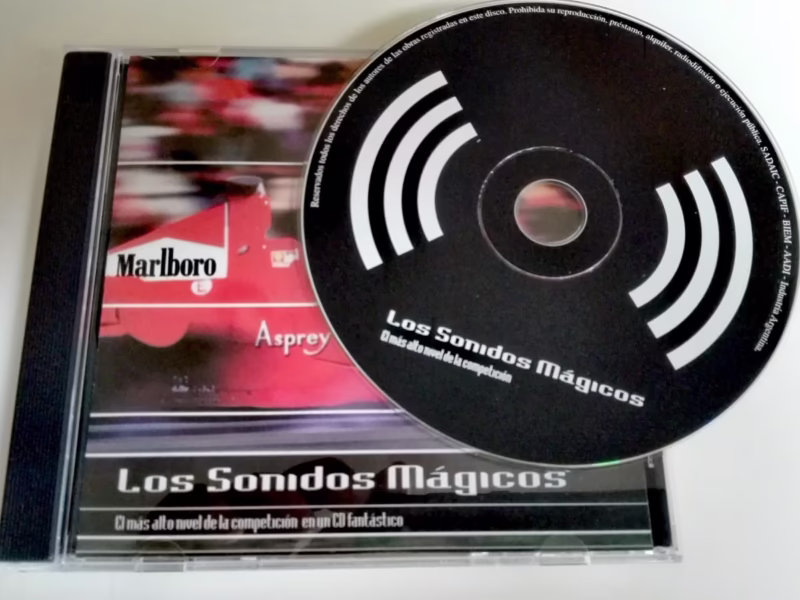 Reservados todos los derechos de los autores de las obras registradas en este disco. Prohibida su reproducción, préstamo, alquiler, radiodifusión o ejecución pública. SADAIC - CAPIF - BIEM - AADI - Industria Argentina.
Marlboro
Asprey
Los Sonidos Mágicos
El más alto nivel de la competición
Los Sonidos Mágicos
El más alto nivel de la competición en un CD fantástico